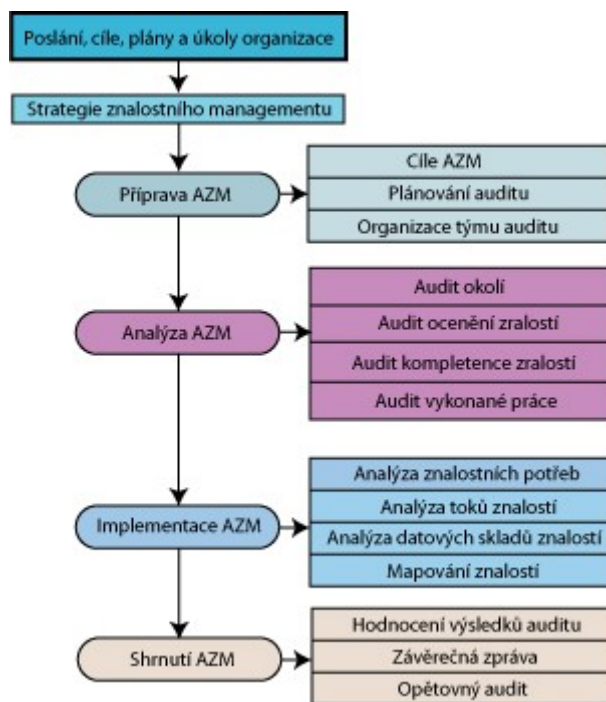 Poslání, cíle, plány a úkoly organizace
Strategie znalostního managementu
Příprava AZM
Cíle AZM
Plánování auditu
Organizace týmu auditu
Analýza AZM
Audit okolí
Audit ocenění zralostí
Audit kompletence zralostí
Audit vykonané práce
Implementace AZM
Analýza znalostních potřeb
Analýza toků znalostí
Analýza datových skladů znalostí
Mapování znalostí
Shrnutí AZM
Hodnocení výsledků auditu
Závěrečná zpráva
Opětovný audit